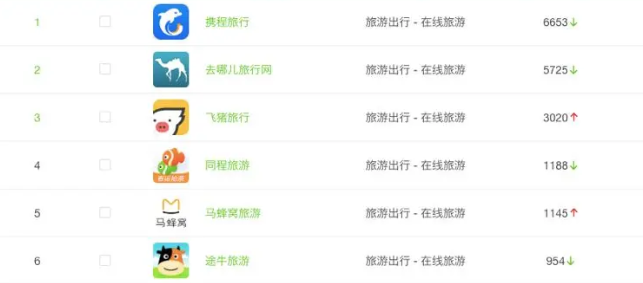 1 携程旅行 旅游出行 - 在线旅游 6653↓
2 去哪儿旅行网 旅游出行 - 在线旅游 5725↓
3 飞猪旅行 旅游出行 - 在线旅游 3020↑
4 同程旅游 旅游出行 - 在线旅游 1188↓
5 马蜂窝 马蜂窝旅游 旅游出行 - 在线旅游 1145↑
6 途牛旅游 旅游出行 - 在线旅游 954↓